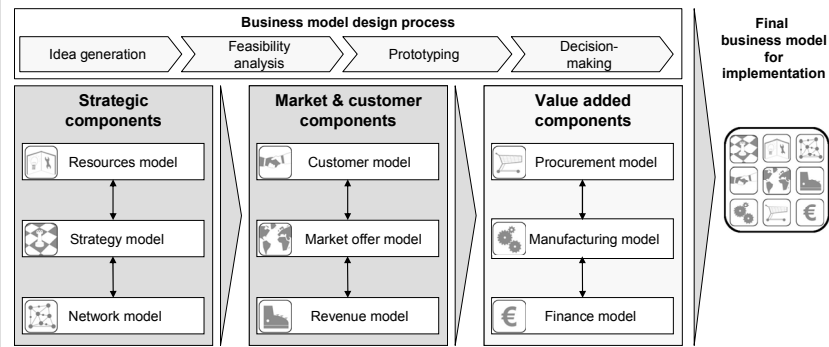 Business model design process
Idea generation
Feasibility
analysis
Prototyping
Decision-
making
Final
business model
for
implementation
Strategic
components
Resources model
Strategy model
Network model
Market & customer
components
Customer model
Market offer model
Revenue model
Value added
components
Procurement model
Manufacturing model
€
Finance model
€